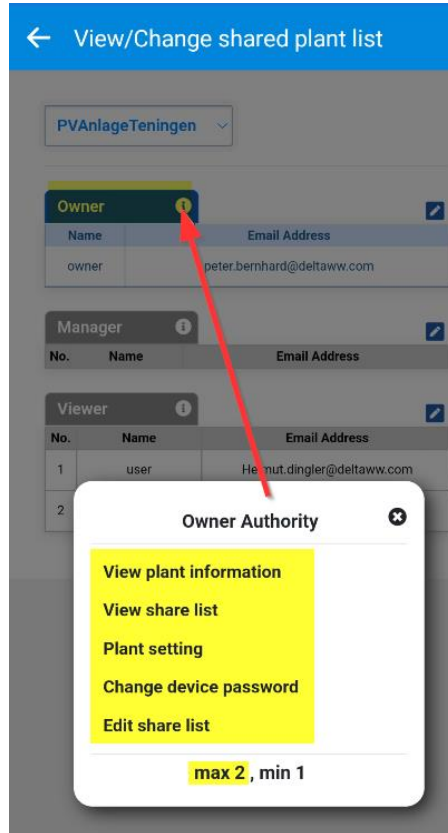 View/Change shared plant list
PVAnlageTeningen
Owner
Name Email Address
owner peter.bernhard@deltaww.com
Manager
No. Name Email Address
Viewer
No. Name Email Address
1 user Helmut.dingler@deltaww.com
2
Owner Authority
View plant information
View share list
Plant setting
Change device password
Edit share list
max 2 , min 1